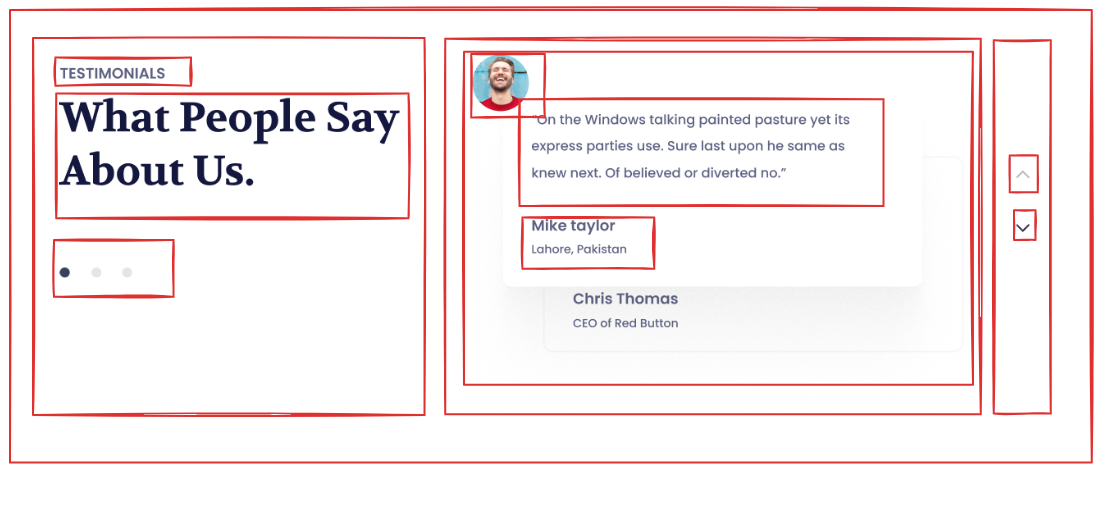 TESTIMONIALS
What People Say
About Us.
“On the Windows talking painted pasture yet its
express parties use. Sure last upon he same as
knew next. Of believed or diverted no.”
Mike taylor
Lahore, Pakistan
Chris Thomas
CEO of Red Button